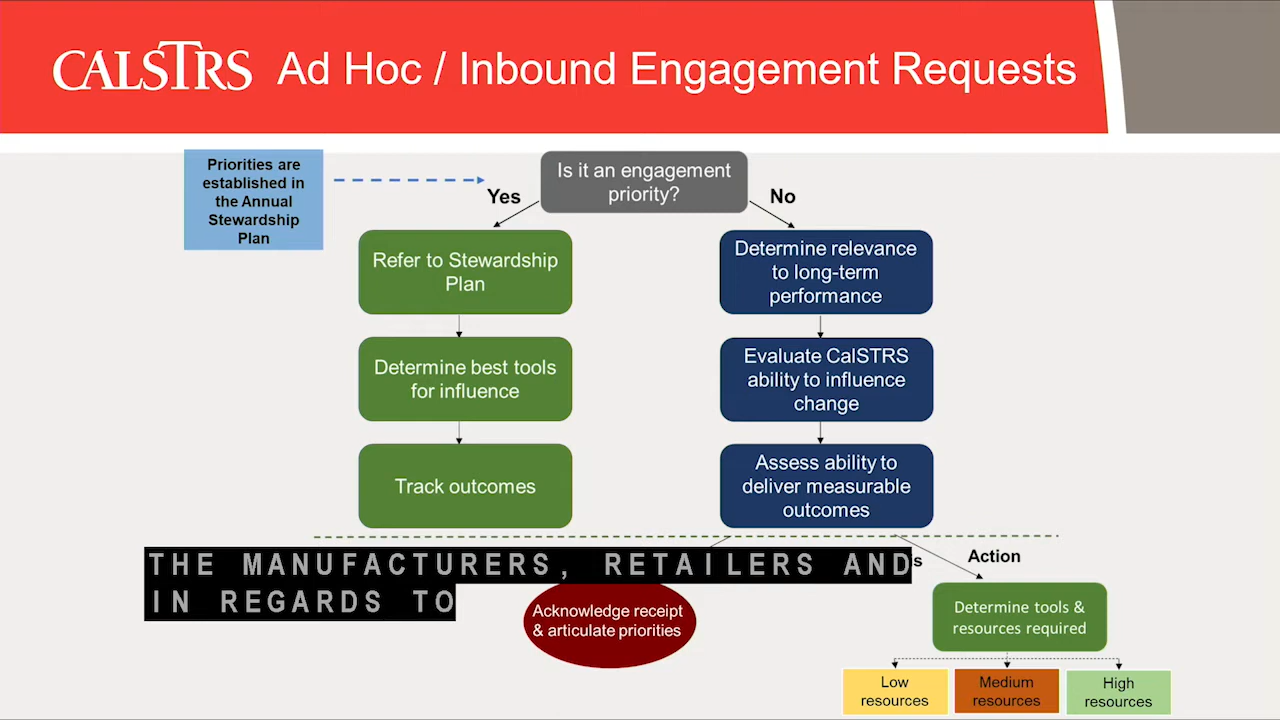 CALSTRS Ad Hoc / Inbound Engagement Requests
Priorities are
established in
the Annual
Stewardship
Plan
Is it an engagement
priority?
Yes
No
Refer to Stewardship
Plan
Determine relevance
to long-term
performance
Determine best tools
for influence
Evaluate CalSTRS
ability to influence
change
Track outcomes
Assess ability to
deliver measurable
outcomes
THE MANUFACTURERS, RETAILERS AND
IN REGARDS TO
Action
Acknowledge receipt
& articulate priorities
Determine tools &
resources required
Low
resources
Medium
resources
High
resources